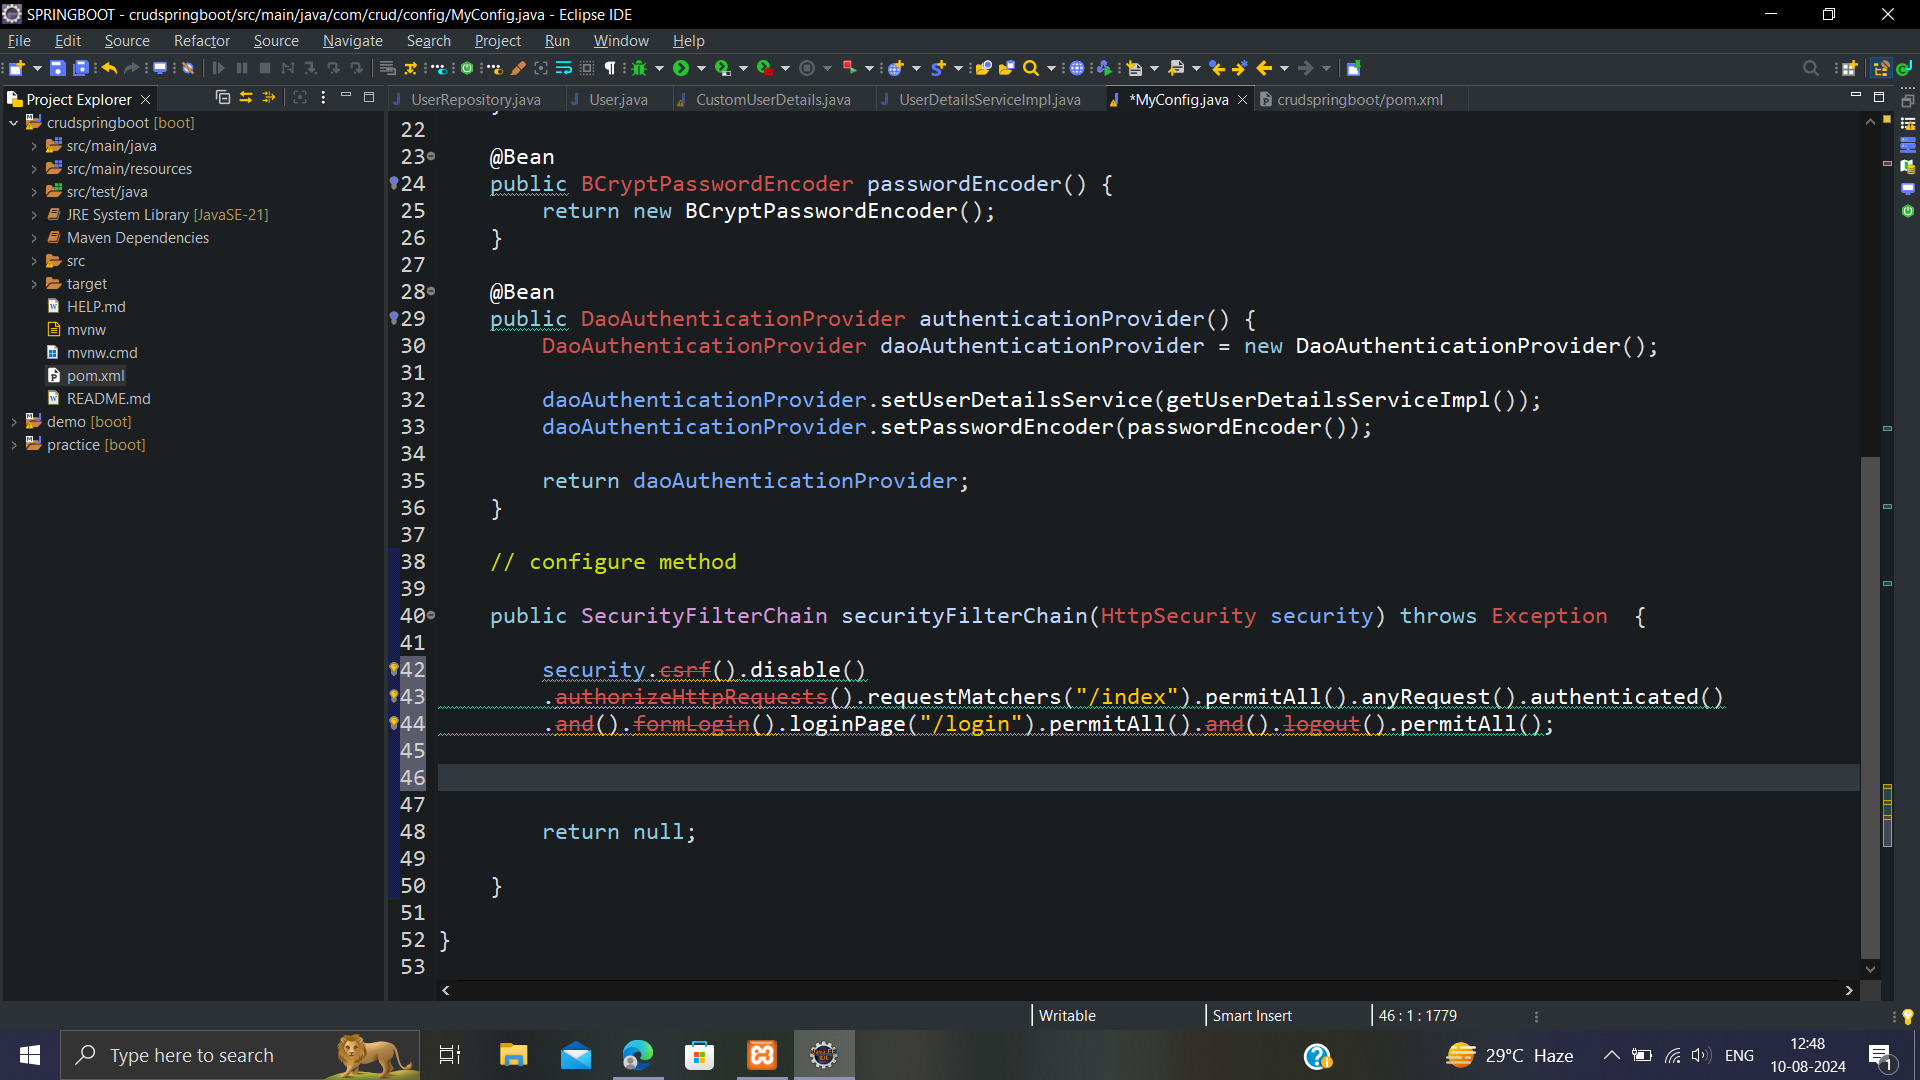 SPRINGBOOT - crudspringboot/src/main/java/com/crud/config/MyConfig.java - Eclipse IDE
File Edit Source Refactor Source Navigate Search Project Run Window Help
Project Explorer
UserRepository.java User.java CustomUserDetails.java UserDetailsServiceImpl.java *MyConfig.java crudspringboot/pom.xml
crudspringboot [boot]
src/main/java
src/main/resources
src/test/java
JRE System Library [JavaSE-21]
Maven Dependencies
src
target
HELP.md
mvnw
mvnw.cmd
pom.xml
README.md
demo [boot]
practice [boot]
22
23 @Bean
24 public BCryptPasswordEncoder passwordEncoder() {
25 return new BCryptPasswordEncoder();
26 }
27
28 @Bean
29 public DaoAuthenticationProvider authenticationProvider() {
30 DaoAuthenticationProvider daoAuthenticationProvider = new DaoAuthenticationProvider();
31
32 daoAuthenticationProvider.setUserDetailsService(getUserDetailsServiceImpl());
33 daoAuthenticationProvider.setPasswordEncoder(passwordEncoder());
34
35 return daoAuthenticationProvider;
36 }
37
38 // configure method
39
40 public SecurityFilterChain securityFilterChain(HttpSecurity security) throws Exception {
41
42 security.csrf().disable()
43 .authorizeHttpRequests().requestMatchers("/index").permitAll().anyRequest().authenticated()
44 .and().formLogin().loginPage("/login").permitAll().and().logout().permitAll();
45
46
47
48 return null;
49
50 }
51
52 }
53
Writable Smart Insert 46 : 1 : 1779
Type here to search
29°C Haze
ENG
12:48
10-08-2024
1